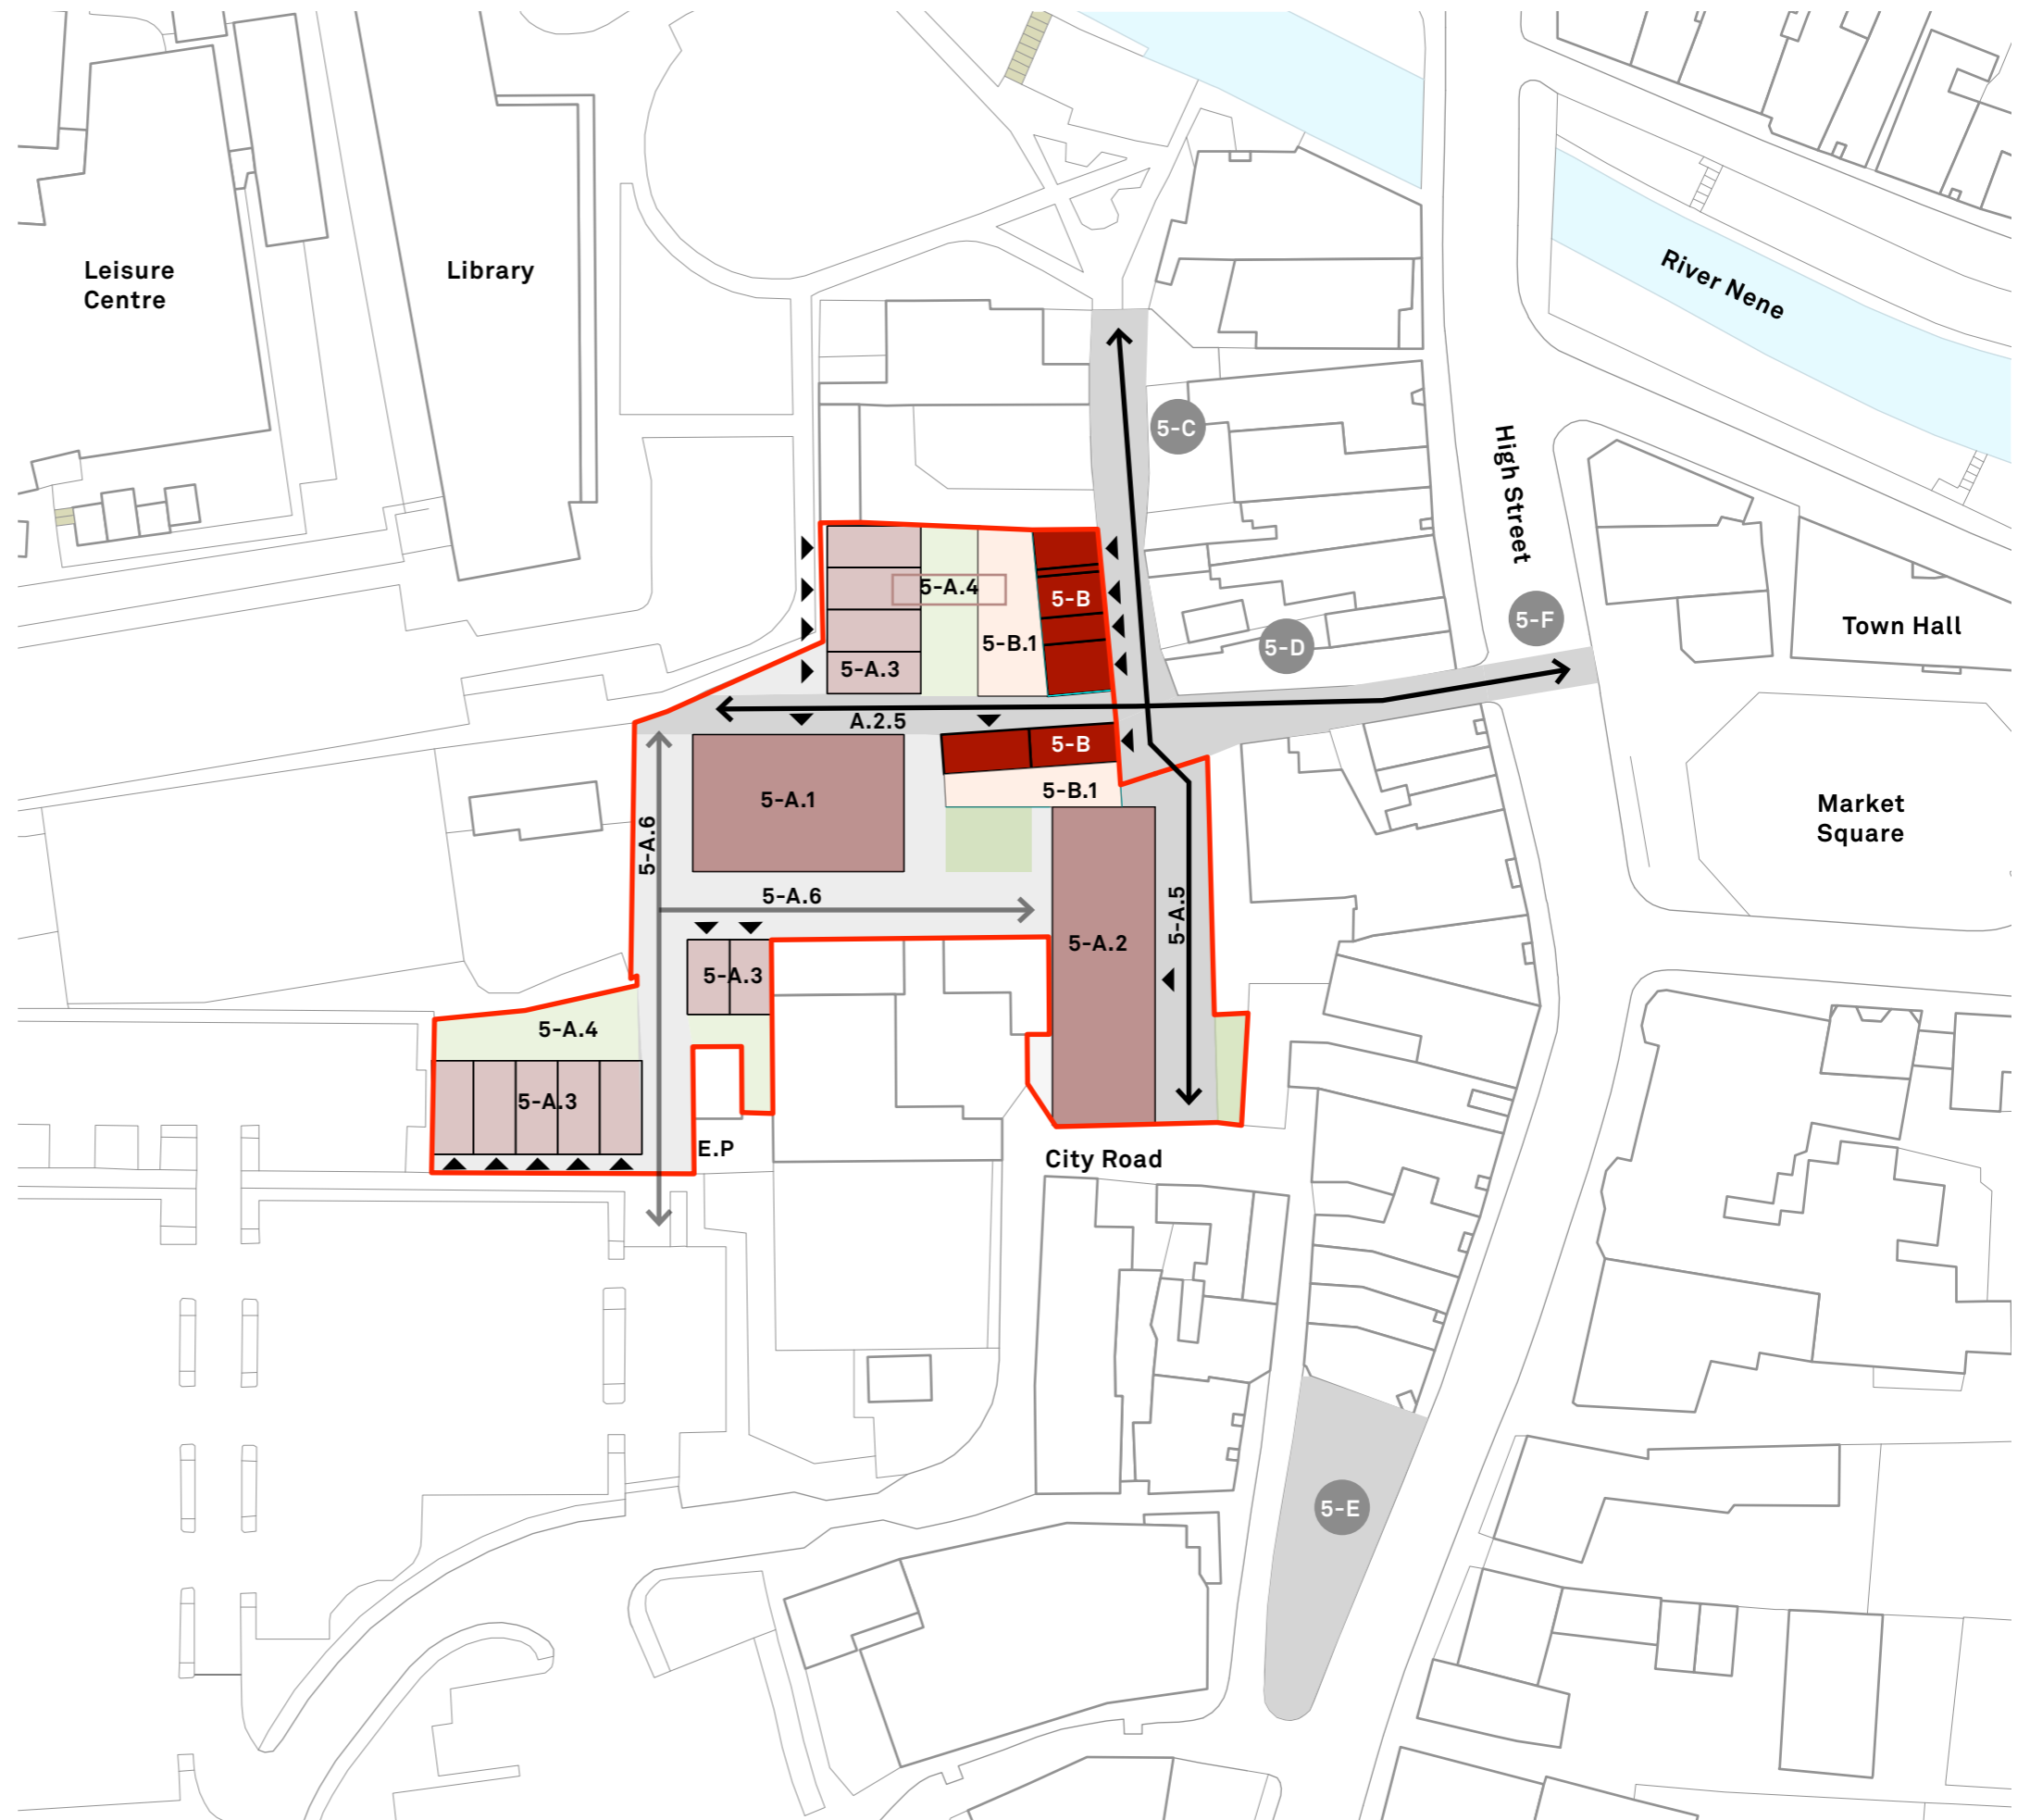 Leisure
Centre
Library
River Nene
5-C
High Street
5-A.4
5-B
5-B.1
5-A.3
5-D
5-F
Town Hall
A.2.5
5-B
5-B.1
5-A.1
Market
Square
5-A.6
5-A.6
5-A.5
5-A.2
5-A.3
5-A.4
5-A.3
E.P
City Road
5-E